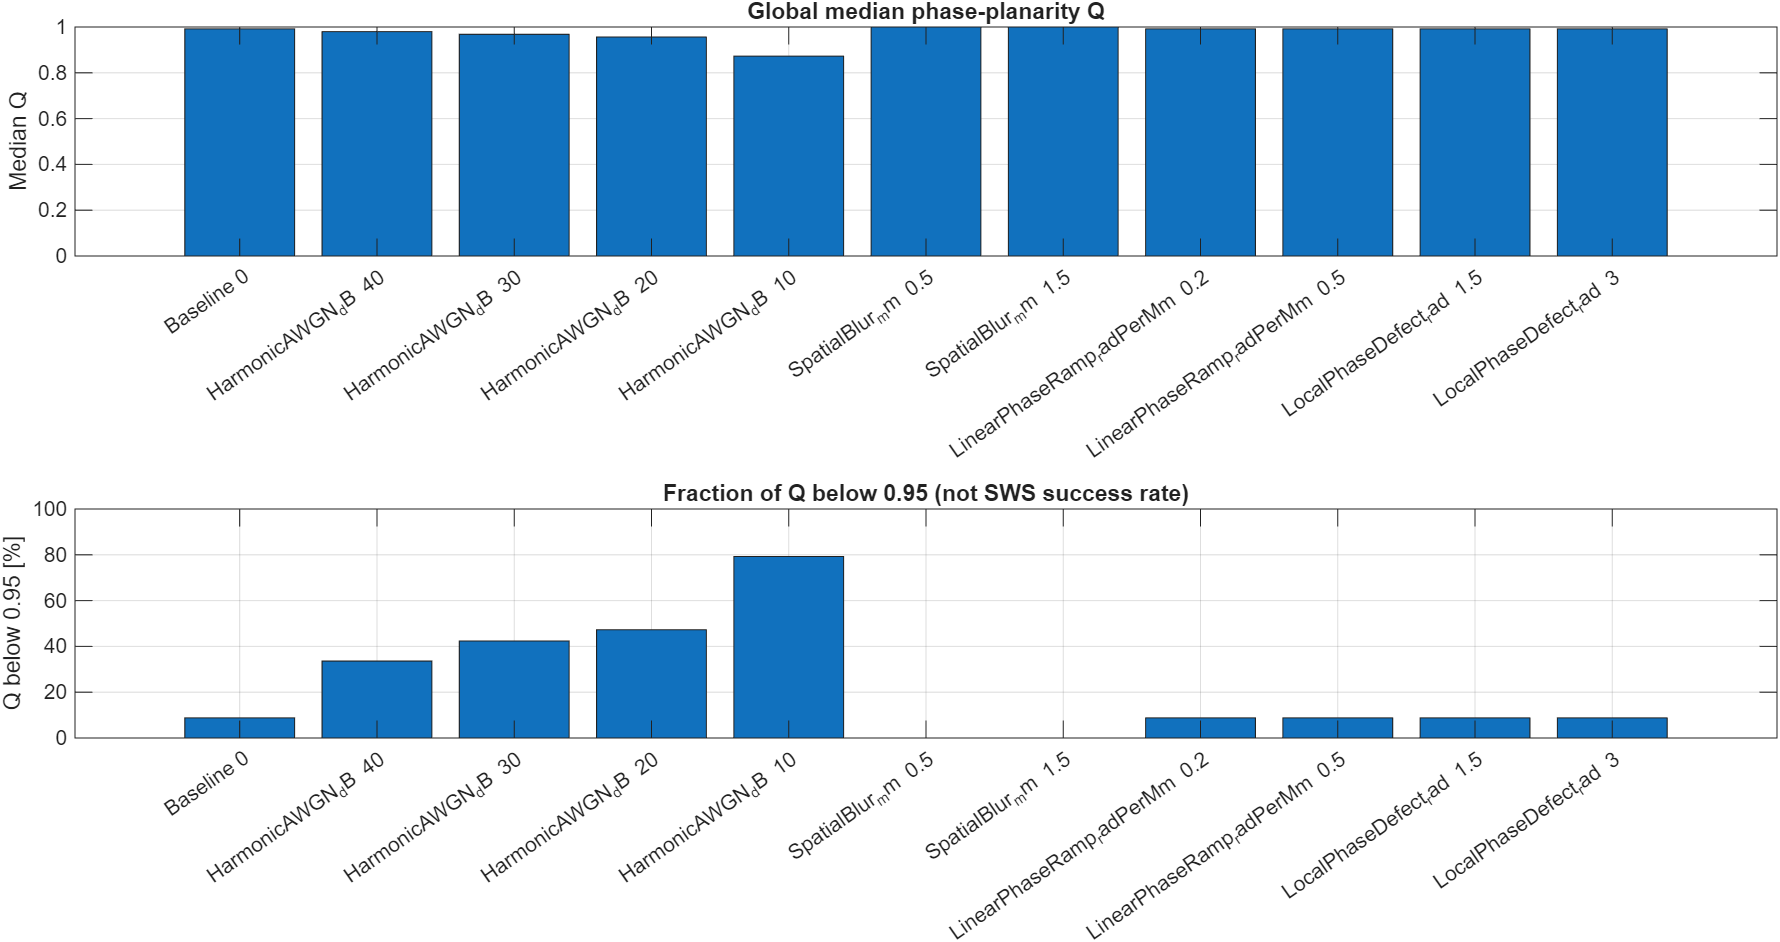 Global median phase-planarity Q
Median Q
1
0.8
0.6
0.4
0.2
0
Baseline 0
HarmonicAWGN_dB 40
HarmonicAWGN_dB 30
HarmonicAWGN_dB 20
HarmonicAWGN_dB 10
SpatialBlur_mm 0.5
SpatialBlur_mm 1.5
LinearPhaseRamp_radPerMm 0.2
LinearPhaseRamp_radPerMm 0.5
LocalPhaseDefect_rad 1.5
LocalPhaseDefect_rad 3
Fraction of Q below 0.95 (not SWS success rate)
Q below 0.95 [%]
100
80
60
40
20
0
Baseline 0
HarmonicAWGN_dB 40
HarmonicAWGN_dB 30
HarmonicAWGN_dB 20
HarmonicAWGN_dB 10
SpatialBlur_mm 0.5
SpatialBlur_mm 1.5
LinearPhaseRamp_radPerMm 0.2
LinearPhaseRamp_radPerMm 0.5
LocalPhaseDefect_rad 1.5
LocalPhaseDefect_rad 3